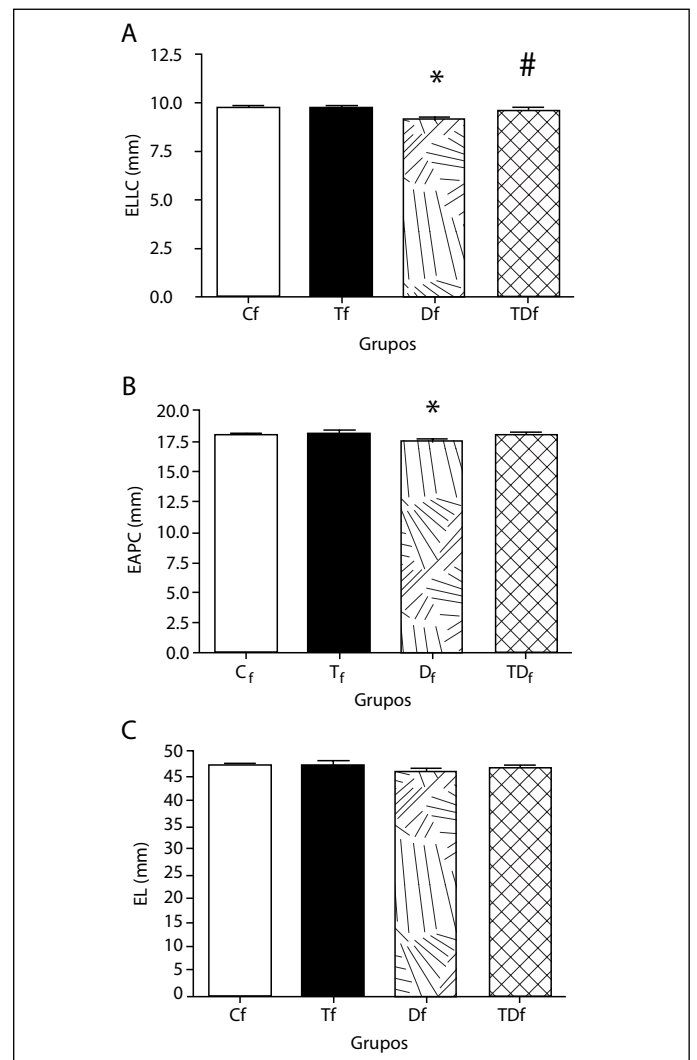 A
12.5
10.0
7.5
5.0
2.5
0.0
ELLC (mm)
*
#
Cf Tf Df TDf
Grupos
B
20.0
17.5
15.0
12.5
10.0
7.5
5.0
2.5
0.0
EAPC (mm)
*
Cf Tf Df TDf
Grupos
C
50
45
40
35
30
25
20
15
10
5
0
EL (mm)
Cf Tf Df TDf
Grupos